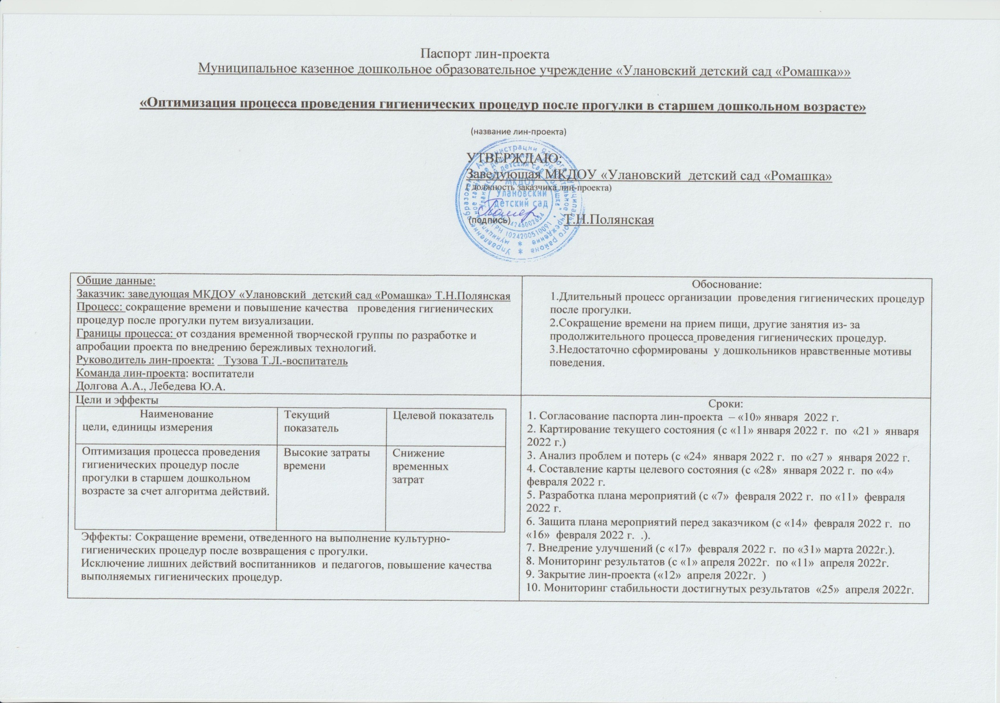 Паспорт лин-проекта
Муниципальное казенное дошкольное образовательное учреждение «Улановский детский сад «Ромашка»»
«Оптимизация процесса проведения гигиенических процедур после прогулки в старшем дошкольном возрасте»
(название лин-проекта)
УТВЕРЖДАЮ:
Заведующая МКДОУ «Улановский детский сад «Ромашка»
( должность заказчика лин-проекта)
МКДОУ
Улановский
детский сад
(подпись) Т.Н.Полянская
ОГРН 1024200510091
Общие данные:
Заказчик: заведующая МКДОУ «Улановский детский сад «Ромашка» Т.Н.Полянская
Процесс: сокращение времени и повышение качества проведения гигиенических
процедур после прогулки путем визуализации.
Границы процесса: от создания временной творческой группы по разработке и
апробации проекта по внедрению бережливых технологий.
Руководитель лин-проекта: Тузова Т.Л.-воспитатель
Команда лин-проекта: воспитатели
Долгова А.А., Лебедева Ю.А.
Обоснование:
1.Длительный процесс организации проведения гигиенических процедур
после прогулки.
2.Сокращение времени на прием пищи, другие занятия из- за
продолжительного процесса проведения гигиенических процедур.
3.Недостаточно сформированы у дошкольников нравственные мотивы
поведения.
Цели и эффекты
Наименование
цели, единицы измерения
Текущий
показатель
Целевой показатель
Оптимизация процесса проведения
гигиенических процедур после
прогулки в старшем дошкольном
возрасте за счет алгоритма действий.
Высокие затраты
времени
Снижение
временных
затрат
Эффекты: Сокращение времени, отведенного на выполнение культурно-
гигиенических процедур после возвращения с прогулки.
Исключение лишних действий воспитанников и педагогов, повышение качества
выполняемых гигиенических процедур.
Сроки:
1. Согласование паспорта лин-проекта – «10» января 2022 г.
2. Картирование текущего состояния (с «11» января 2022 г. по «21 » января
2022 г.)
3. Анализ проблем и потерь (с «24» января 2022 г. по «27 » января 2022 г.
4. Составление карты целевого состояния (с «28» января 2022 г. по «4»
февраля 2022 г.
5. Разработка плана мероприятий (с «7» февраля 2022 г. по «11» февраля
2022 г.
6. Защита плана мероприятий перед заказчиком (с «14» февраля 2022 г. по
«16» февраля 2022 г. .).
7. Внедрение улучшений (с «17» февраля 2022 г. по «31» марта 2022г.).
8. Мониторинг результатов (с «1» апреля 2022г. по «11» апреля 2022г.
9. Закрытие лин-проекта («12» апреля 2022г. )
10. Мониторинг стабильности достигнутых результатов «25» апреля 2022г.